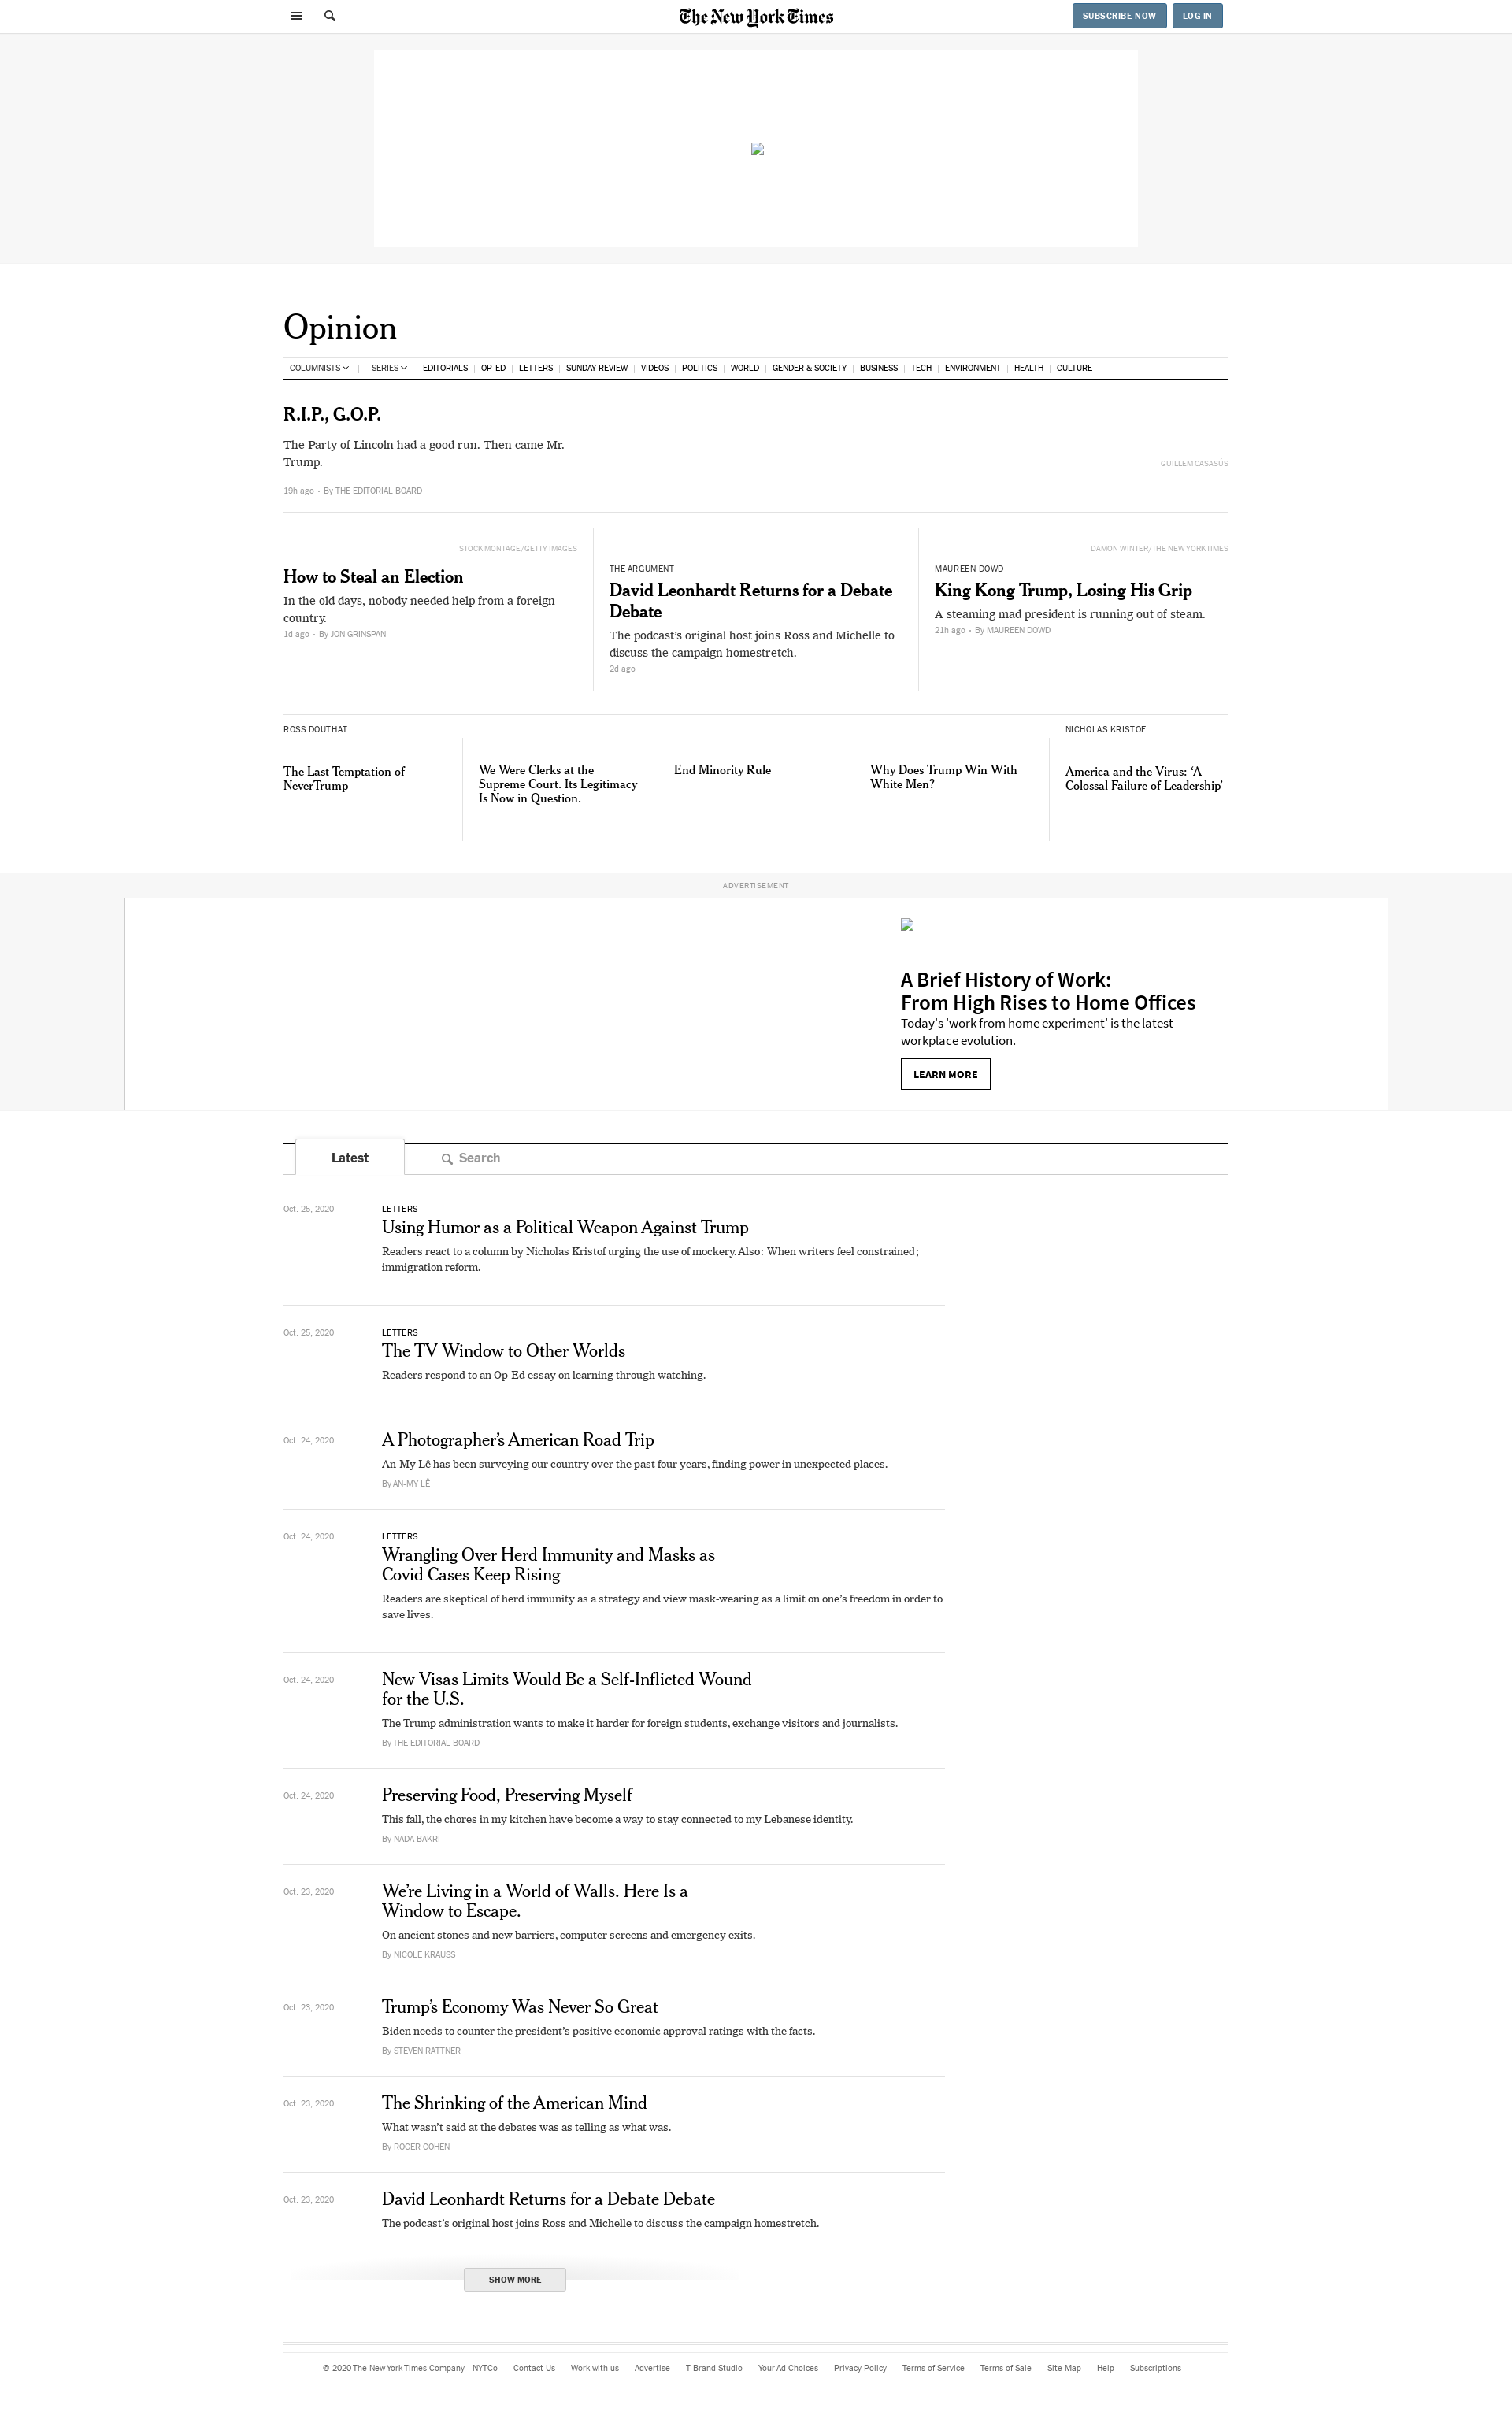 The New York Times
SUBSCRIBE NOW
LOG IN
Opinion
COLUMNISTS
SERIES
EDITORIALS
OP-ED
LETTERS
SUNDAY REVIEW
VIDEOS
POLITICS
WORLD
GENDER & SOCIETY
BUSINESS
TECH
ENVIRONMENT
HEALTH
CULTURE
R.I.P., G.O.P.
The Party of Lincoln had a good run. Then came Mr.
Trump.
GUILLEM CASASÚS
19h ago • By THE EDITORIAL BOARD
STOCK MONTAGE/GETTY IMAGES
How to Steal an Election
In the old days, nobody needed help from a foreign
country.
1d ago • By JON GRINSPAN
THE ARGUMENT
David Leonhardt Returns for a Debate
Debate
The podcast’s original host joins Ross and Michelle to
discuss the campaign homestretch.
2d ago
DAMON WINTER/THE NEW YORK TIMES
MAUREEN DOWD
King Kong Trump, Losing His Grip
A steaming mad president is running out of steam.
21h ago • By MAUREEN DOWD
ROSS DOUTHAT
The Last Temptation of
NeverTrump
We Were Clerks at the
Supreme Court. Its Legitimacy
Is Now in Question.
End Minority Rule
Why Does Trump Win With
White Men?
NICHOLAS KRISTOF
America and the Virus: ‘A
Colossal Failure of Leadership’
ADVERTISEMENT
A Brief History of Work:
From High Rises to Home Offices
Today's 'work from home experiment' is the latest
workplace evolution.
LEARN MORE
Latest
Search
Oct. 25, 2020
LETTERS
Using Humor as a Political Weapon Against Trump
Readers react to a column by Nicholas Kristof urging the use of mockery. Also: When writers feel constrained;
immigration reform.
Oct. 25, 2020
LETTERS
The TV Window to Other Worlds
Readers respond to an Op-Ed essay on learning through watching.
Oct. 24, 2020
A Photographer’s American Road Trip
An-My Lê has been surveying our country over the past four years, finding power in unexpected places.
By AN-MY LÊ
Oct. 24, 2020
LETTERS
Wrangling Over Herd Immunity and Masks as
Covid Cases Keep Rising
Readers are skeptical of herd immunity as a strategy and view mask-wearing as a limit on one’s freedom in order to
save lives.
Oct. 24, 2020
New Visas Limits Would Be a Self-Inflicted Wound
for the U.S.
The Trump administration wants to make it harder for foreign students, exchange visitors and journalists.
By THE EDITORIAL BOARD
Oct. 24, 2020
Preserving Food, Preserving Myself
This fall, the chores in my kitchen have become a way to stay connected to my Lebanese identity.
By NADA BAKRI
Oct. 23, 2020
We’re Living in a World of Walls. Here Is a
Window to Escape.
On ancient stones and new barriers, computer screens and emergency exits.
By NICOLE KRAUSS
Oct. 23, 2020
Trump’s Economy Was Never So Great
Biden needs to counter the president’s positive economic approval ratings with the facts.
By STEVEN RATTNER
Oct. 23, 2020
The Shrinking of the American Mind
What wasn’t said at the debates was as telling as what was.
By ROGER COHEN
Oct. 23, 2020
David Leonhardt Returns for a Debate Debate
The podcast’s original host joins Ross and Michelle to discuss the campaign homestretch.
SHOW MORE
© 2020 The New York Times Company
NYTCo
Contact Us
Work with us
Advertise
T Brand Studio
Your Ad Choices
Privacy Policy
Terms of Service
Terms of Sale
Site Map
Help
Subscriptions